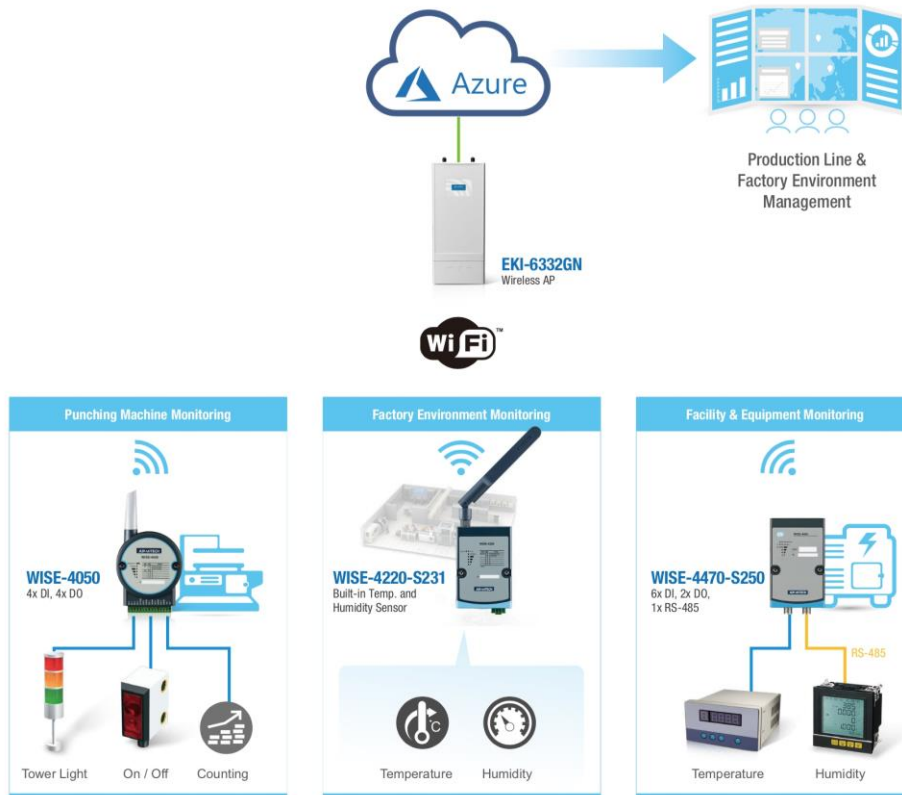 Azure
Production Line &
Factory Environment
Management
EKI-6332GN
Wireless AP
Wi Fi™
Punching Machine Monitoring
Factory Environment Monitoring
Facility & Equipment Monitoring
WISE-4050
4x DI, 4x DO
WISE-4220-S231
Built-in Temp. and
Humidity Sensor
WISE-4470-S250
6x DI, 2x DO,
1x RS-485
RS-485
°C
Tower Light
On / Off
Counting
Temperature
Humidity
Temperature
Humidity